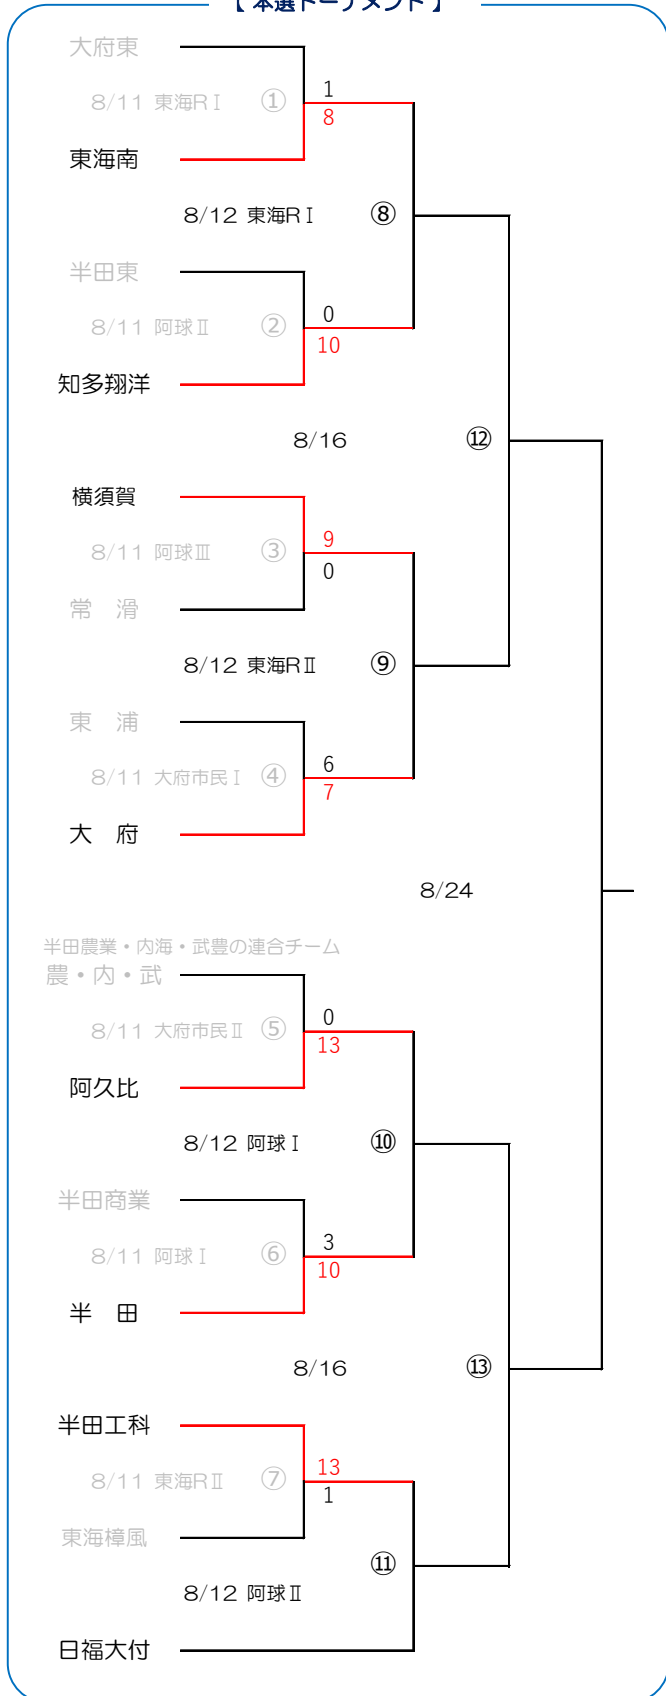 【 本選トーナメント 】
大府東
8/11 東海RⅠ ① 1
8
東海南
8/12 東海RⅠ ⑧
半田東
8/11 阿球Ⅱ ② 0
10
知多翔洋
8/16 ⑫
横須賀
9
8/11 阿球Ⅲ ③
0
常 滑
8/12 東海RⅡ ⑨
東 浦
8/11 大府市民Ⅰ ④ 6
7
大 府
8/24
半田農業・内海・武豊の連合チーム
農・内・武
8/11 大府市民Ⅱ ⑤ 0
13
阿久比
8/12 阿球Ⅰ ⑩
半田商業
8/11 阿球Ⅰ ⑥ 3
10
半 田
8/16 ⑬
半田工科
13
8/11 東海RⅡ ⑦
1
東海樟風
⑪
8/12 阿球Ⅱ
日福大付